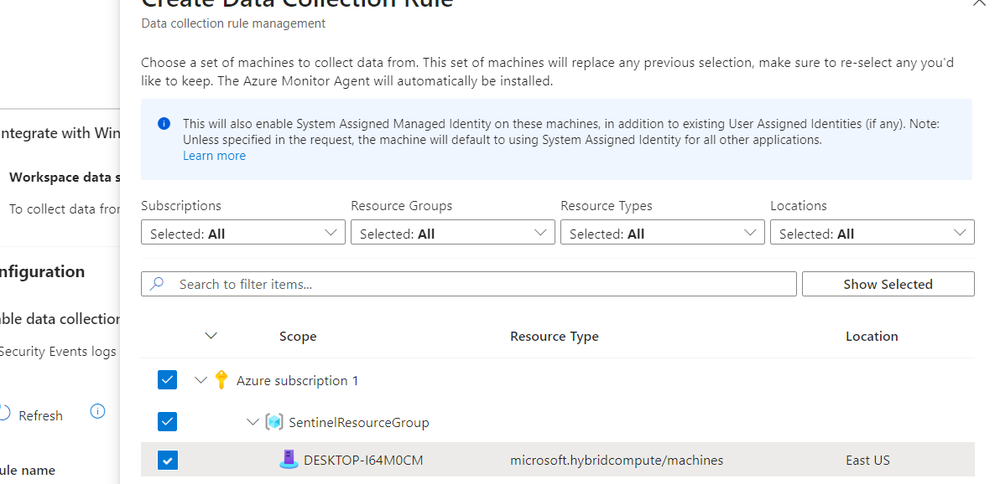 Create Data Collection Rule
Data collection rule management
Choose a set of machines to collect data from. This set of machines will replace any previous selection, make sure to re-select any you'd
like to keep. The Azure Monitor Agent will automatically be installed.
This will also enable System Assigned Managed Identity on these machines, in addition to existing User Assigned Identities (if any). Note:
Unless specified in the request, the machine will default to using System Assigned Identity for all other applications.
Learn more
Subscriptions Resource Groups Resource Types Locations
Selected: All Selected: All Selected: All Selected: All
Search to filter items... Show Selected
Scope Resource Type Location
Azure subscription 1
SentinelResourceGroup
DESKTOP-I64M0CM microsoft.hybridcompute/machines East US
ntegrate with Win
Workspace data s
To collect data fror
nfiguration
ble data collection
Security Events logs
Refresh
ule name